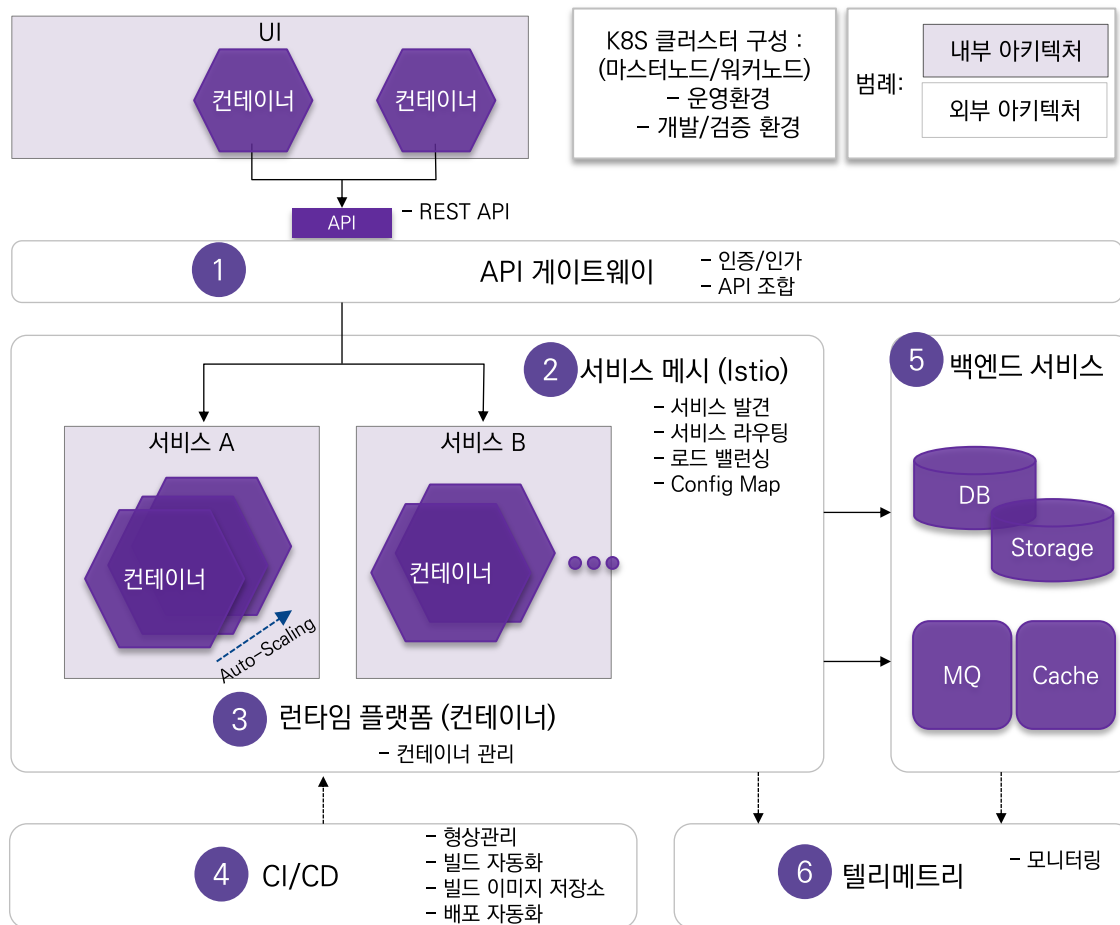 UI
컨테이너
컨테이너
K8S 클러스터 구성 :
(마스터노드/워커노드)
– 운영환경
– 개발/검증 환경
범례:
내부 아키텍처
외부 아키텍처
API
– REST API
1
API 게이트웨이
– 인증/인가
– API 조합
2
서비스 메시 (Istio)
– 서비스 발견
– 서비스 라우팅
– 로드 밸런싱
– Config Map
서비스 A
컨테이너
Auto-Scaling
서비스 B
컨테이너
3
런타임 플랫폼 (컨테이너)
– 컨테이너 관리
5
백엔드 서비스
DB
Storage
MQ
Cache
4
CI/CD
– 형상관리
– 빌드 자동화
– 빌드 이미지 저장소
– 배포 자동화
6
텔리메트리
– 모니터링